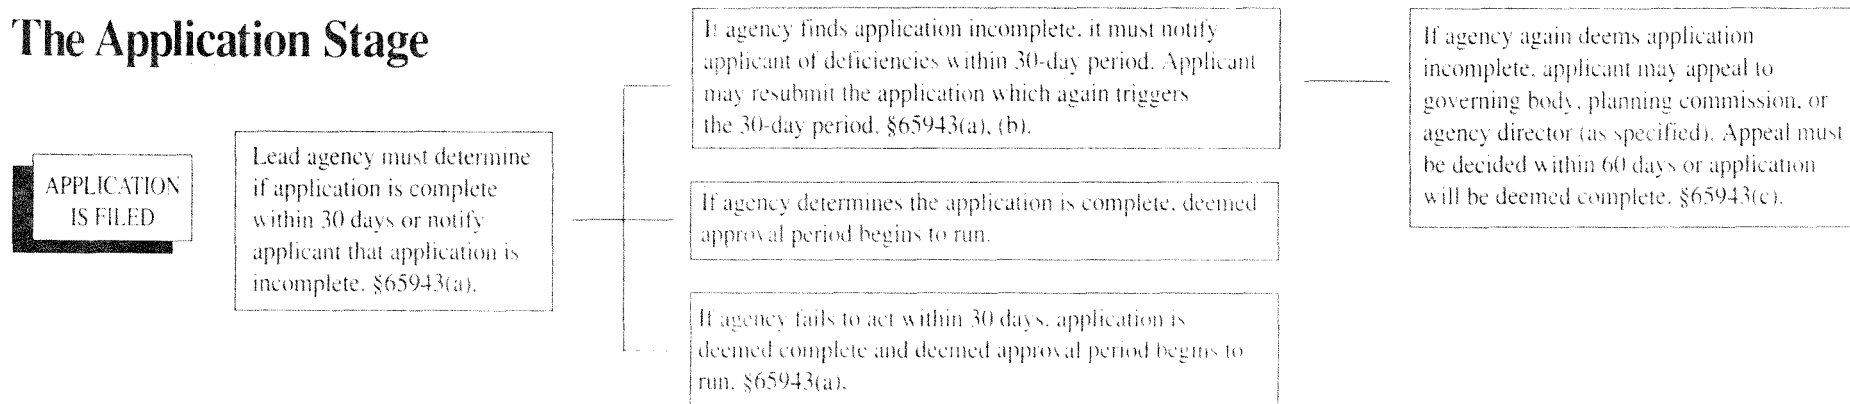 The Application Stage
APPLICATION
IS FILED
Lead agency must determine
if application is complete
within 30 days or notify
applicant that application is
incomplete. §65943(a).
If agency finds application incomplete, it must notify
applicant of deficiencies within 30-day period. Applicant
may resubmit the application which again triggers
the 30-day period. §65943(a), (b).
If agency determines the application is complete, deemed
approval period begins to run.
If agency fails to act within 30 days, application is
deemed complete and deemed approval period begins to
run. §65943(a).
If agency again deems application
incomplete, applicant may appeal to
governing body, planning commission, or
agency director (as specified). Appeal must
be decided within 60 days or application
will be deemed complete. §65943(c).